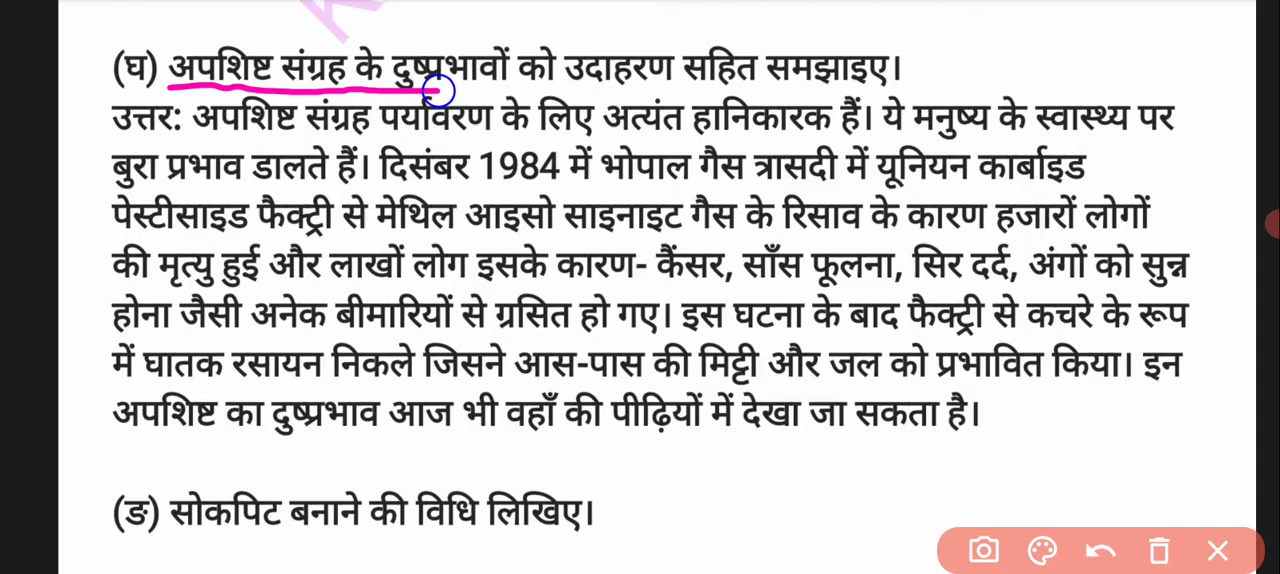 (घ) अपशिष्ट संग्रह के दुष्प्रभावों को उदाहरण सहित समझाइए।
उत्तर: अपशिष्ट संग्रह पर्यावरण के लिए अत्यंत हानिकारक हैं। ये मनुष्य के स्वास्थ्य पर
बुरा प्रभाव डालते हैं। दिसंबर 1984 में भोपाल गैस त्रासदी में यूनियन कार्बाइड
पेस्टीसाइड फैक्ट्री से मेथिल आइसो साइनाइट गैस के रिसाव के कारण हजारों लोगों
की मृत्यु हुई और लाखों लोग इसके कारण- कैंसर, साँस फूलना, सिर दर्द, अंगों को सुन्न
होना जैसी अनेक बीमारियों से ग्रसित हो गए। इस घटना के बाद फैक्ट्री से कचरे के रूप
में घातक रसायन निकले जिसने आस-पास की मिट्टी और जल को प्रभावित किया। इन
अपशिष्ट का दुष्प्रभाव आज भी वहाँ की पीढ़ियों में देखा जा सकता है।
(ङ) सोकपिट बनाने की विधि लिखिए।